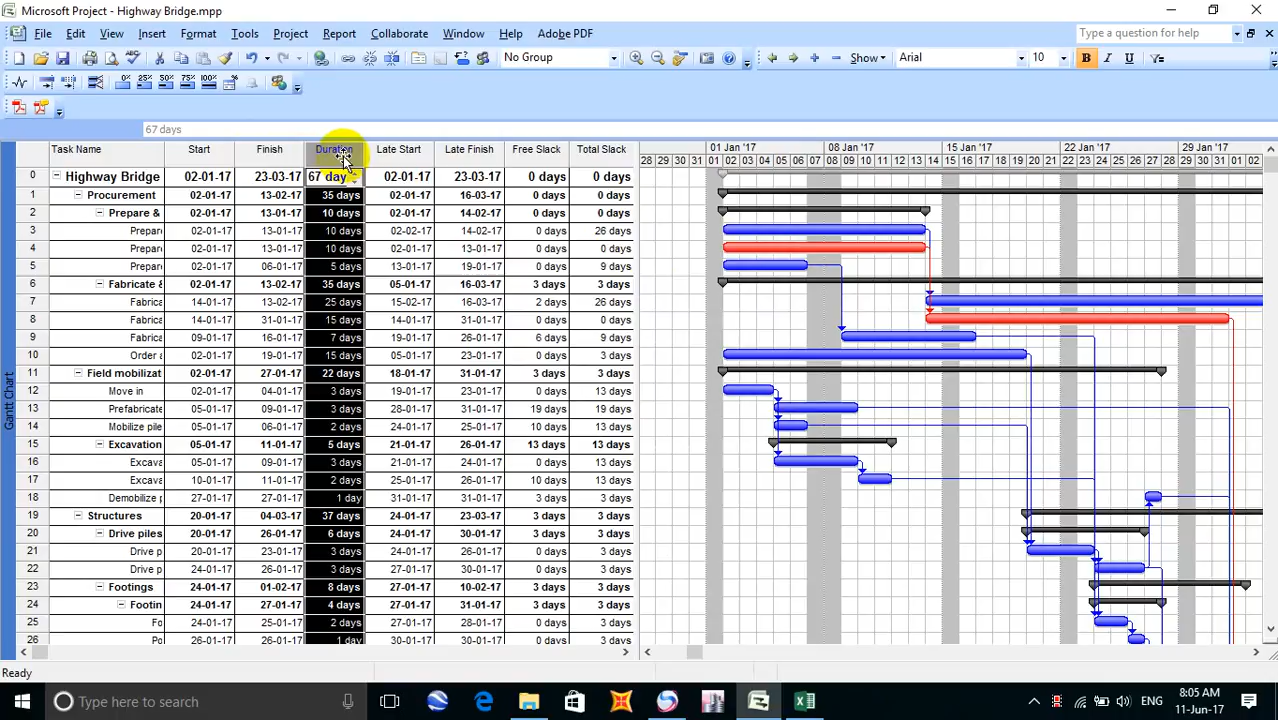 Microsoft Project - Highway Bridge.mpp
File Edit View Insert Format Tools Project Report Collaborate Window Help Adobe PDF
Type a question for help
No Group Show Arial 10 B I U
0% 25% 50% 75% 100%
67 days
Task Name Start Finish Duration Late Start Late Finish Free Slack Total Slack
01 Jan '17 08 Jan '17 15 Jan '17 22 Jan '17 29 Jan '17
28 29 30 31 01 02 03 04 05 06 07 08 09 10 11 12 13 14 15 16 17 18 19 20 21 22 23 24 25 26 27 28 29 30 31 01 02
0 Highway Bridge 02-01-17 23-03-17 67 day 02-01-17 23-03-17 0 days 0 days
1 Procurement 02-01-17 13-02-17 35 days 02-01-17 16-03-17 0 days 0 days
2 Prepare & 02-01-17 13-01-17 10 days 02-01-17 14-02-17 0 days 0 days
3 Prepare 02-01-17 13-01-17 10 days 02-02-17 14-02-17 0 days 26 days
4 Prepare 02-01-17 13-01-17 10 days 02-01-17 13-01-17 0 days 0 days
5 Prepare 02-01-17 06-01-17 5 days 13-01-17 19-01-17 0 days 9 days
6 Fabricate & 02-01-17 13-02-17 35 days 05-01-17 16-03-17 3 days 0 days
7 Fabrica 14-01-17 13-02-17 25 days 15-02-17 16-03-17 2 days 26 days
8 Fabrica 14-01-17 31-01-17 15 days 14-01-17 31-01-17 0 days 0 days
9 Fabrica 09-01-17 16-01-17 7 days 19-01-17 26-01-17 6 days 9 days
10 Order a 02-01-17 19-01-17 15 days 05-01-17 23-01-17 0 days 3 days
11 Field mobilizat 02-01-17 27-01-17 22 days 18-01-17 31-01-17 3 days 3 days
12 Move in 02-01-17 04-01-17 3 days 19-01-17 23-01-17 0 days 13 days
13 Prefabricate 05-01-17 09-01-17 3 days 28-01-17 31-01-17 19 days 19 days
14 Mobilize pile 05-01-17 06-01-17 2 days 24-01-17 25-01-17 10 days 13 days
15 Excavation 05-01-17 11-01-17 5 days 21-01-17 26-01-17 13 days 13 days
16 Excava 05-01-17 09-01-17 3 days 21-01-17 24-01-17 0 days 13 days
17 Excava 10-01-17 11-01-17 2 days 25-01-17 26-01-17 10 days 13 days
18 Demobilize p 27-01-17 27-01-17 1 day 31-01-17 31-01-17 3 days 3 days
19 Structures 20-01-17 04-03-17 37 days 24-01-17 23-03-17 3 days 3 days
20 Drive piles 20-01-17 26-01-17 6 days 24-01-17 30-01-17 3 days 3 days
21 Drive p 20-01-17 23-01-17 3 days 24-01-17 26-01-17 0 days 3 days
22 Drive p 24-01-17 26-01-17 3 days 27-01-17 30-01-17 0 days 3 days
23 Footings 24-01-17 01-02-17 8 days 27-01-17 10-02-17 3 days 3 days
24 Footin 24-01-17 27-01-17 4 days 27-01-17 31-01-17 3 days 3 days
25 Fo 24-01-17 25-01-17 2 days 27-01-17 28-01-17 0 days 3 days
26 Po 26-01-17 26-01-17 1 day 30-01-17 30-01-17 0 days 3 days
Gantt Chart
Ready
Type here to search ENG 8:05 AM
11-Jun-17